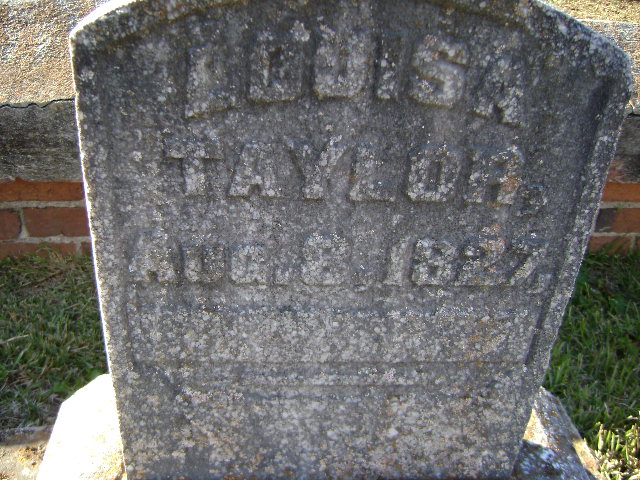 LOUISA
TAYLOR,
AUG. 8. 1827.